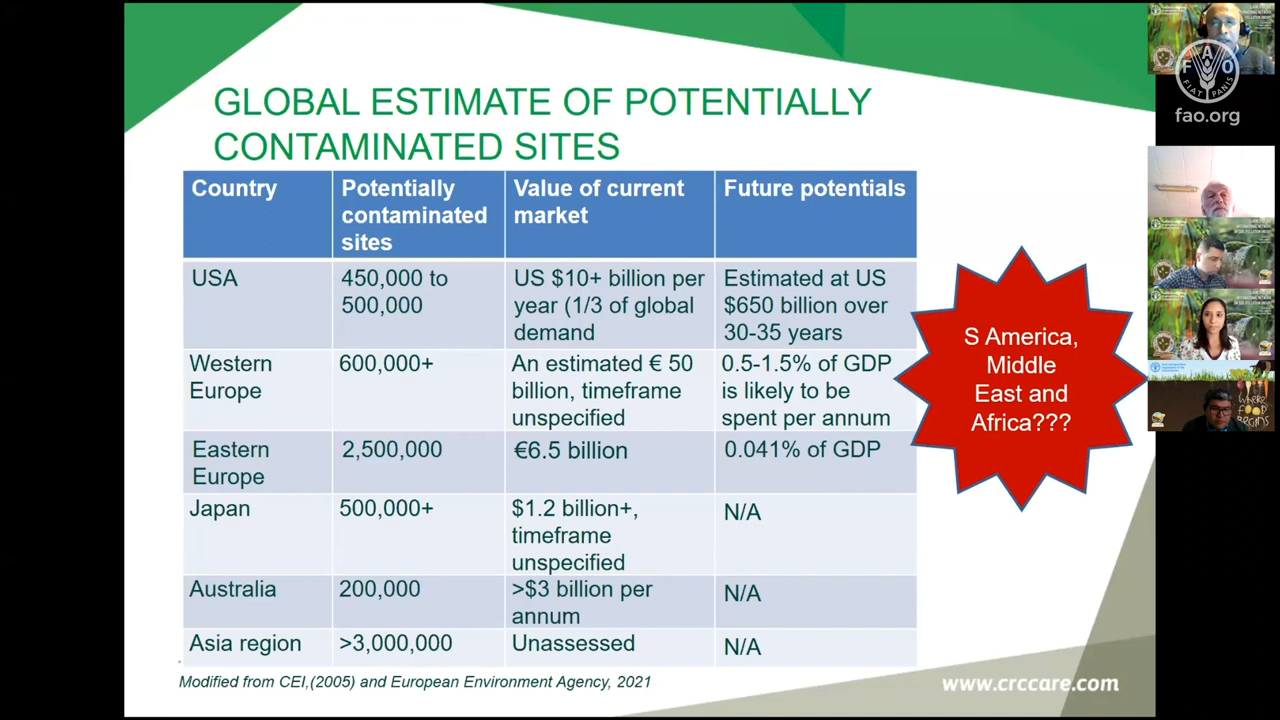 GLOBAL ESTIMATE OF POTENTIALLY
CONTAMINATED SITES
Country
Potentially
contaminated
sites
Value of current
market
Future potentials
USA
450,000 to
500,000
US $10+ billion per
year (1/3 of global
demand
Estimated at US
$650 billion over
30-35 years
Western
Europe
600,000+
An estimated € 50
billion, timeframe
unspecified
0.5-1.5% of GDP
is likely to be
spent per annum
Eastern
Europe
2,500,000
€6.5 billion
0.041% of GDP
Japan
500,000+
$1.2 billion+,
timeframe
unspecified
N/A
Australia
200,000
>$3 billion per
annum
N/A
Asia region
>3,000,000
Unassessed
N/A
S America,
Middle
East and
Africa???
Modified from CEI,(2005) and European Environment Agency, 2021
www.crccare.com
FAO
FIAT PANIS
fao.org
WHERE
FOOD
BEGINS